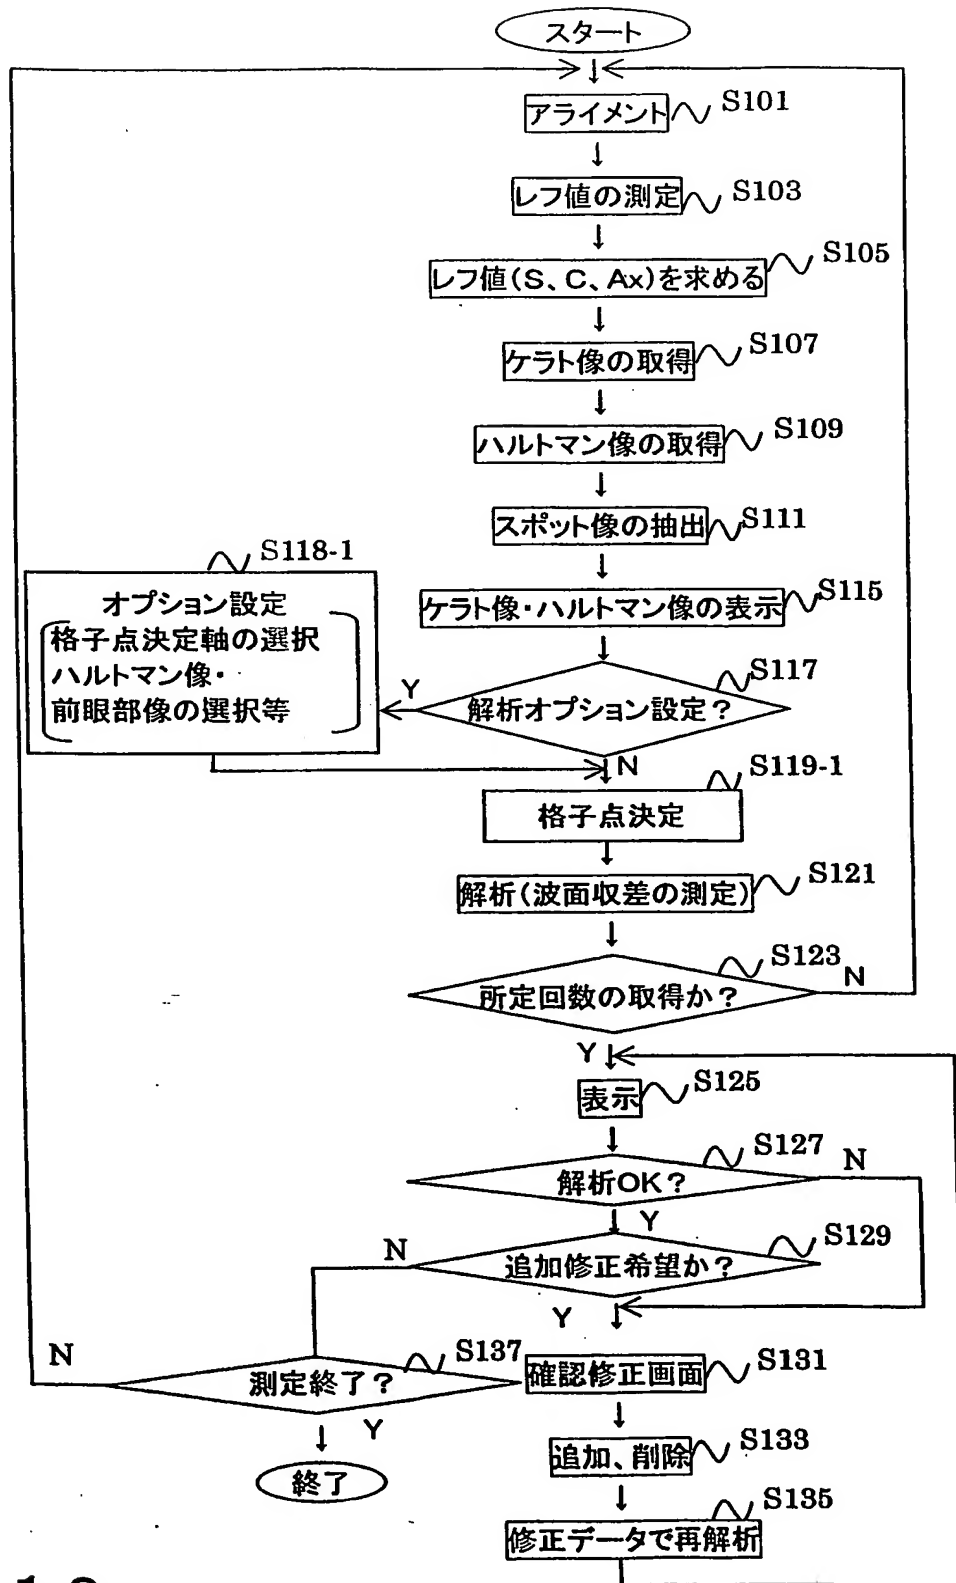 スタート
アライメント
S101
レフ値の測定
S103
レフ値(S、C、Ax)を求める
S105
ケラト像の取得
S107
ハルトマン像の取得
S109
スポット像の抽出
S111
ケラト像・ハルトマン像の表示
S115
S118-1
オプション設定
格子点決定軸の選択
ハルトマン像・
前眼部像の選択等
S117
解析オプション設定?
Y
N
S119-1
格子点決定
解析(波面収差の測定)
S121
S123
所定回数の取得か?
N
Y
表示
S125
S127
解析OK?
N
Y
S129
追加修正希望か?
N
Y
S137
測定終了?
N
Y
終了
確認修正画面
S131
追加、削除
S133
S135
修正データで再解析